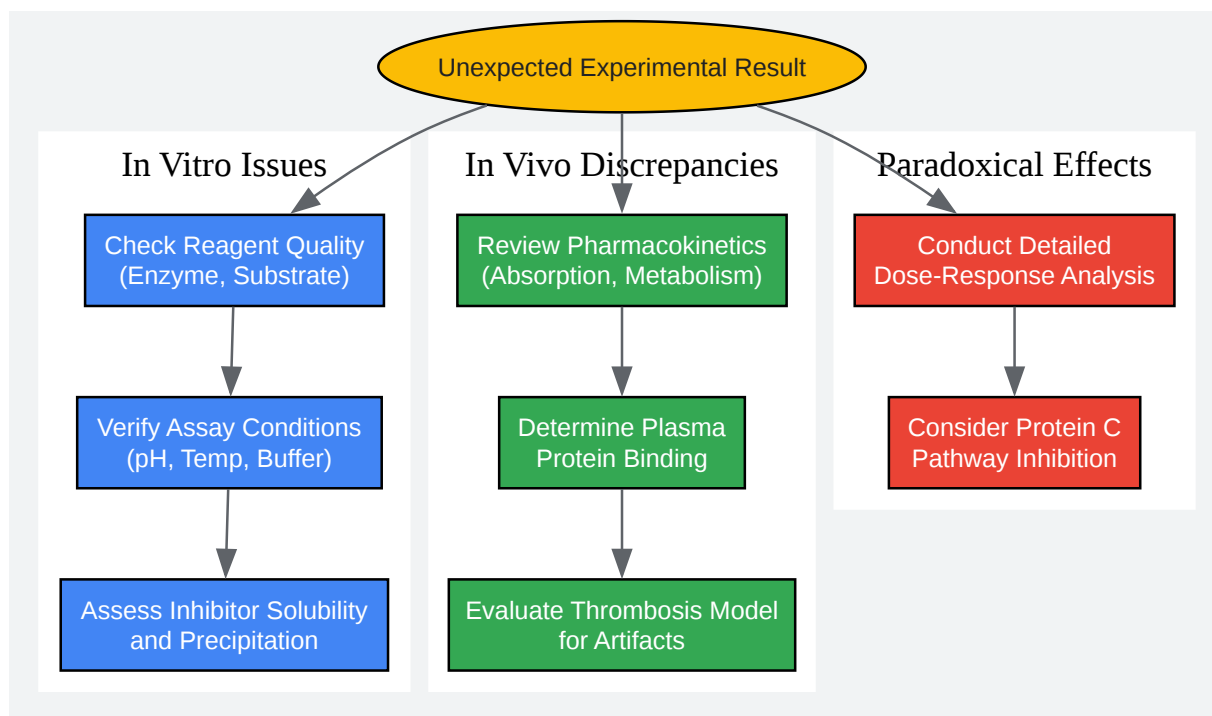 Unexpected Experimental Result
In Vitro Issues
Check Reagent Quality
(Enzyme, Substrate)
Verify Assay Conditions
(pH, Temp, Buffer)
Assess Inhibitor Solubility
and Precipitation
In Vivo Discrepancies
Review Pharmacokinetics
(Absorption, Metabolism)
Determine Plasma
Protein Binding
Evaluate Thrombosis Model
for Artifacts
Paradoxical Effects
Conduct Detailed
Dose-Response Analysis
Consider Protein C
Pathway Inhibition